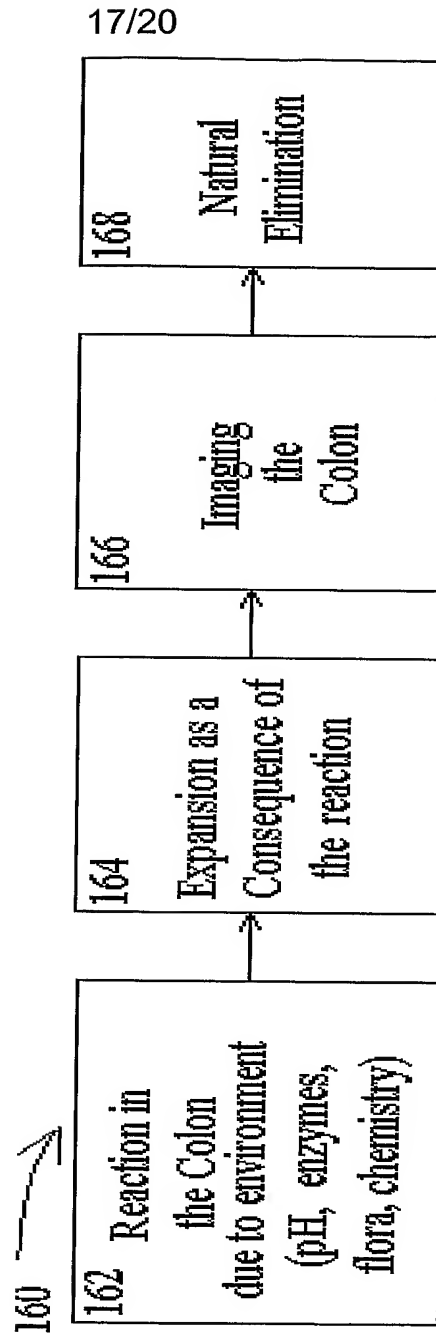 17/20
160
162 Reaction in
the Colon
due to environment
(pH, enzymes,
flora, chemistry)
164
Expansion as a
Consequence of
the reaction
166
Imaging
the
Colon
168
Natural
Elimination